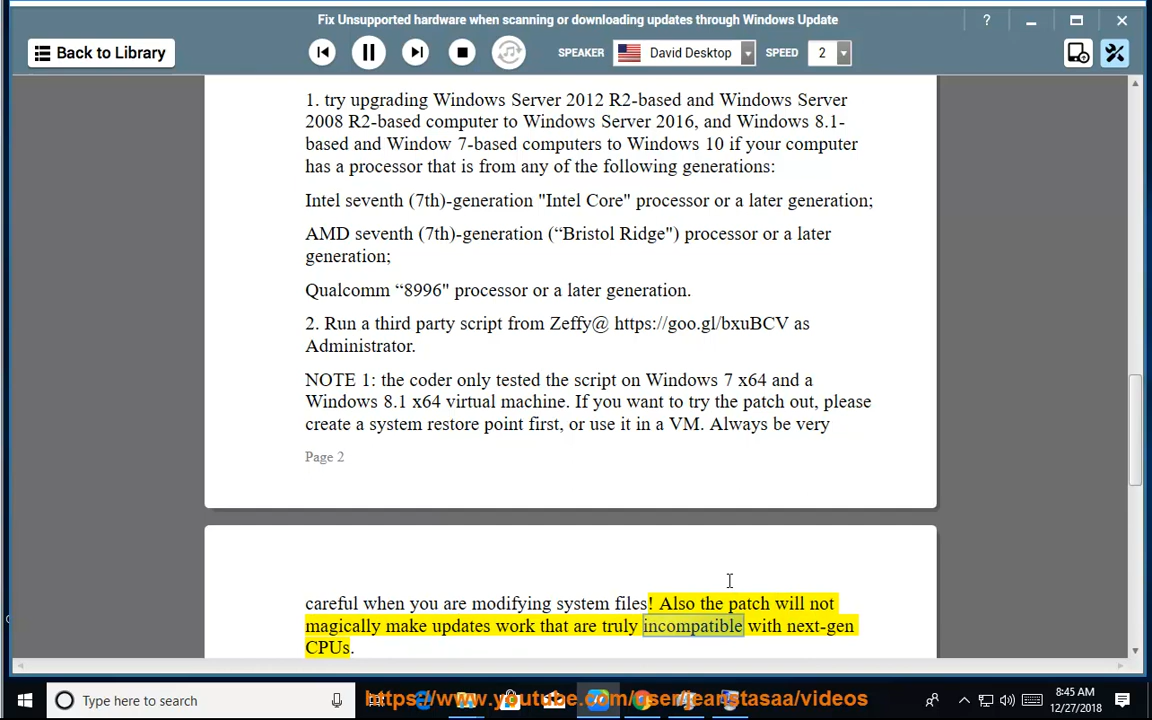 Fix Unsupported hardware when scanning or downloading updates through Windows Update
?
Back to Library
SPEAKER
David Desktop
SPEED
2
1. try upgrading Windows Server 2012 R2-based and Windows Server
2008 R2-based computer to Windows Server 2016, and Windows 8.1-
based and Window 7-based computers to Windows 10 if your computer
has a processor that is from any of the following generations:
Intel seventh (7th)-generation "Intel Core" processor or a later generation;
AMD seventh (7th)-generation (“Bristol Ridge") processor or a later
generation;
Qualcomm “8996" processor or a later generation.
2. Run a third party script from Zeffy@ https://goo.gl/bxuBCV as
Administrator.
NOTE 1: the coder only tested the script on Windows 7 x64 and a
Windows 8.1 x64 virtual machine. If you want to try the patch out, please
create a system restore point first, or use it in a VM. Always be very
Page 2
careful when you are modifying system files! Also the patch will not
magically make updates work that are truly incompatible with next-gen
CPUs.
Type here to search
8:45 AM
12/27/2018